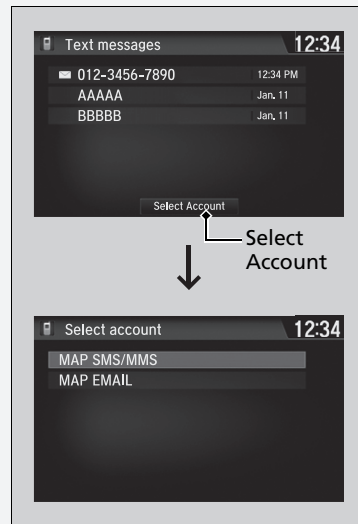 Text messages 12:34
012-3456-7890 12:34 PM
AAAAA Jan. 11
BBBBB Jan. 11
Select Account
Select
Account
Select account 12:34
MAP SMS/MMS
MAP EMAIL